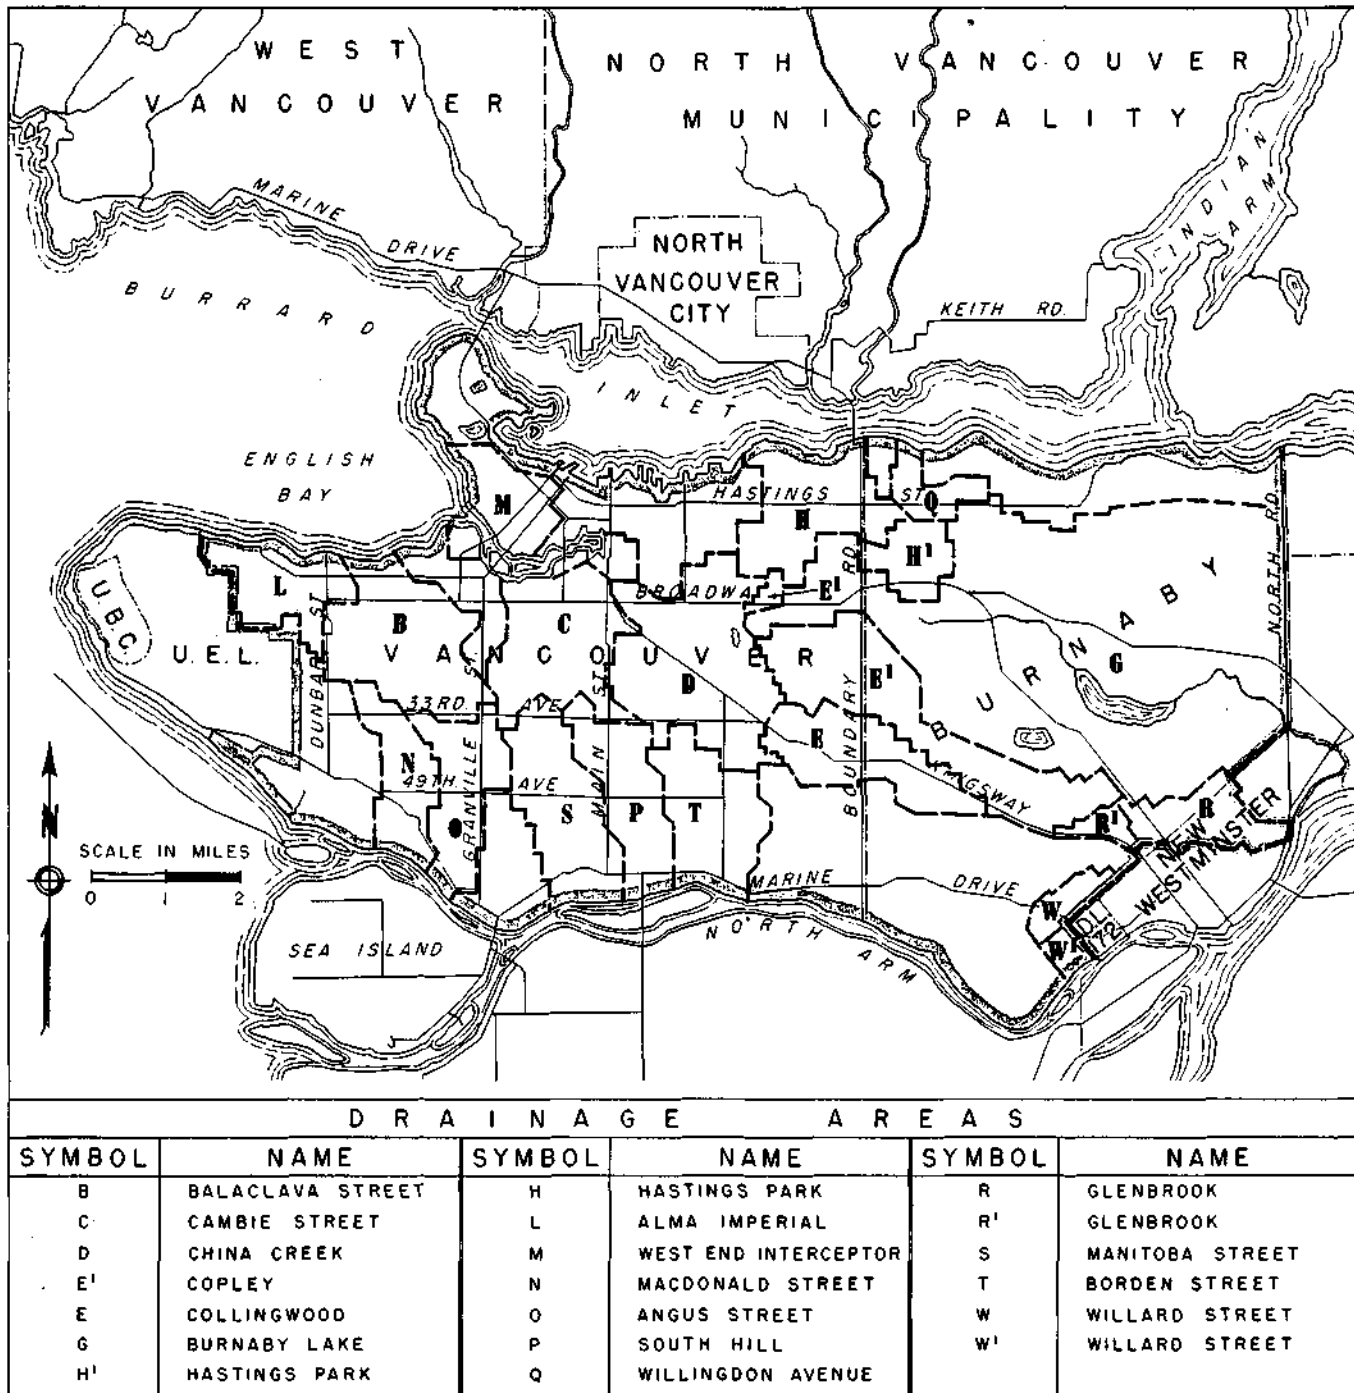 WEST
VANCOUVER
NORTH VANCOUVER
MUNICIPALITY
INDIAN
ARM
MARINE
DRIVE
NORTH
VANCOUVER
CITY
KEITH RD.
BURRARD
INLET
B
ENGLISH
BAY
M
HASTINGS ST
Q
H
H'
NORTH RD.
RD
U.B.C.
L
BROADWA
E'
ST
B
C
U.E.L.
VANCOUVER
ST.
ST
D
E'
BURNABY
G
DUNBAR
33RD. AVE
BOUNDARY
E
N
49TH. AVE
GRANVILLE
MAIN
NGSWAY
O
S
P
T
R'
R
NEW
WESTMINSTER
N
SCALE IN MILES
0 1 2
MARINE DRIVE
W
D.L.
172
W'
NORTH ARM
SEA ISLAND
DRAINAGE AREAS
SYMBOL NAME SYMBOL NAME SYMBOL NAME
B BALACLAVA STREET H HASTINGS PARK R GLENBROOK
C CAMBIE STREET L ALMA IMPERIAL R' GLENBROOK
D CHINA CREEK M WEST END INTERCEPTOR S MANITOBA STREET
E' COPLEY N MACDONALD STREET T BORDEN STREET
E COLLINGWOOD O ANGUS STREET W WILLARD STREET
G BURNABY LAKE P SOUTH HILL W' WILLARD STREET
H' HASTINGS PARK Q WILLINGDON AVENUE